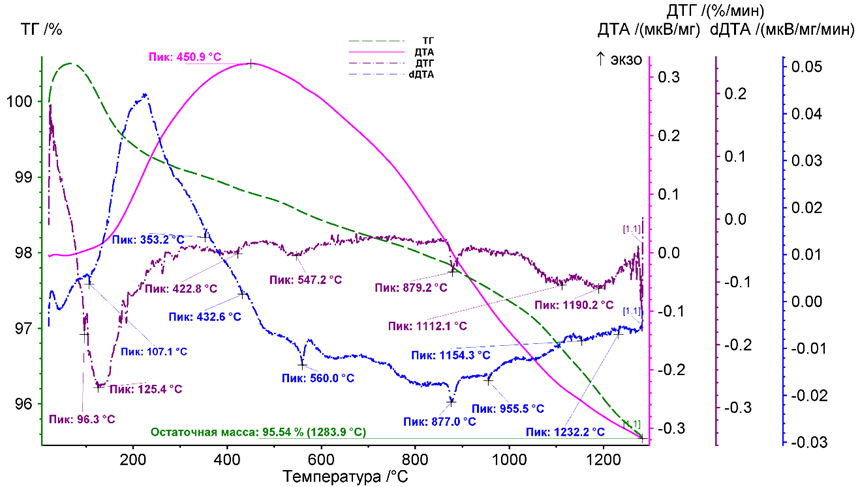 ДТГ /(%/мин)
ТГ /% ДТА /(мкВ/мг) dДТА /(мкВ/мг/мин)
ТГ
ДТА
ДТГ
dДТА
↑ экзо
Пик: 450.9 °C
100
99
98
97
96
0.3
0.2
0.1
0.0
-0.1
-0.2
-0.3
0.2
0.1
0.0
-0.1
-0.2
-0.3
0.05
0.04
0.03
0.02
0.01
0.00
-0.01
-0.02
-0.03
[1.1]
Пик: 353.2 °C
Пик: 422.8 °C
Пик: 547.2 °C
Пик: 879.2 °C
Пик: 1190.2 °C
Пик: 432.6 °C
Пик: 1112.1 °C
[1.1]
Пик: 107.1 °C
Пик: 1154.3 °C
Пик: 125.4 °C
Пик: 560.0 °C
Пик: 955.5 °C
Пик: 96.3 °C
Пик: 877.0 °C
Пик: 1232.2 °C
[1.1]
Остаточная масса: 95.54 % (1283.9 °C)
200 400 600 800 1000 1200
Температура /°C